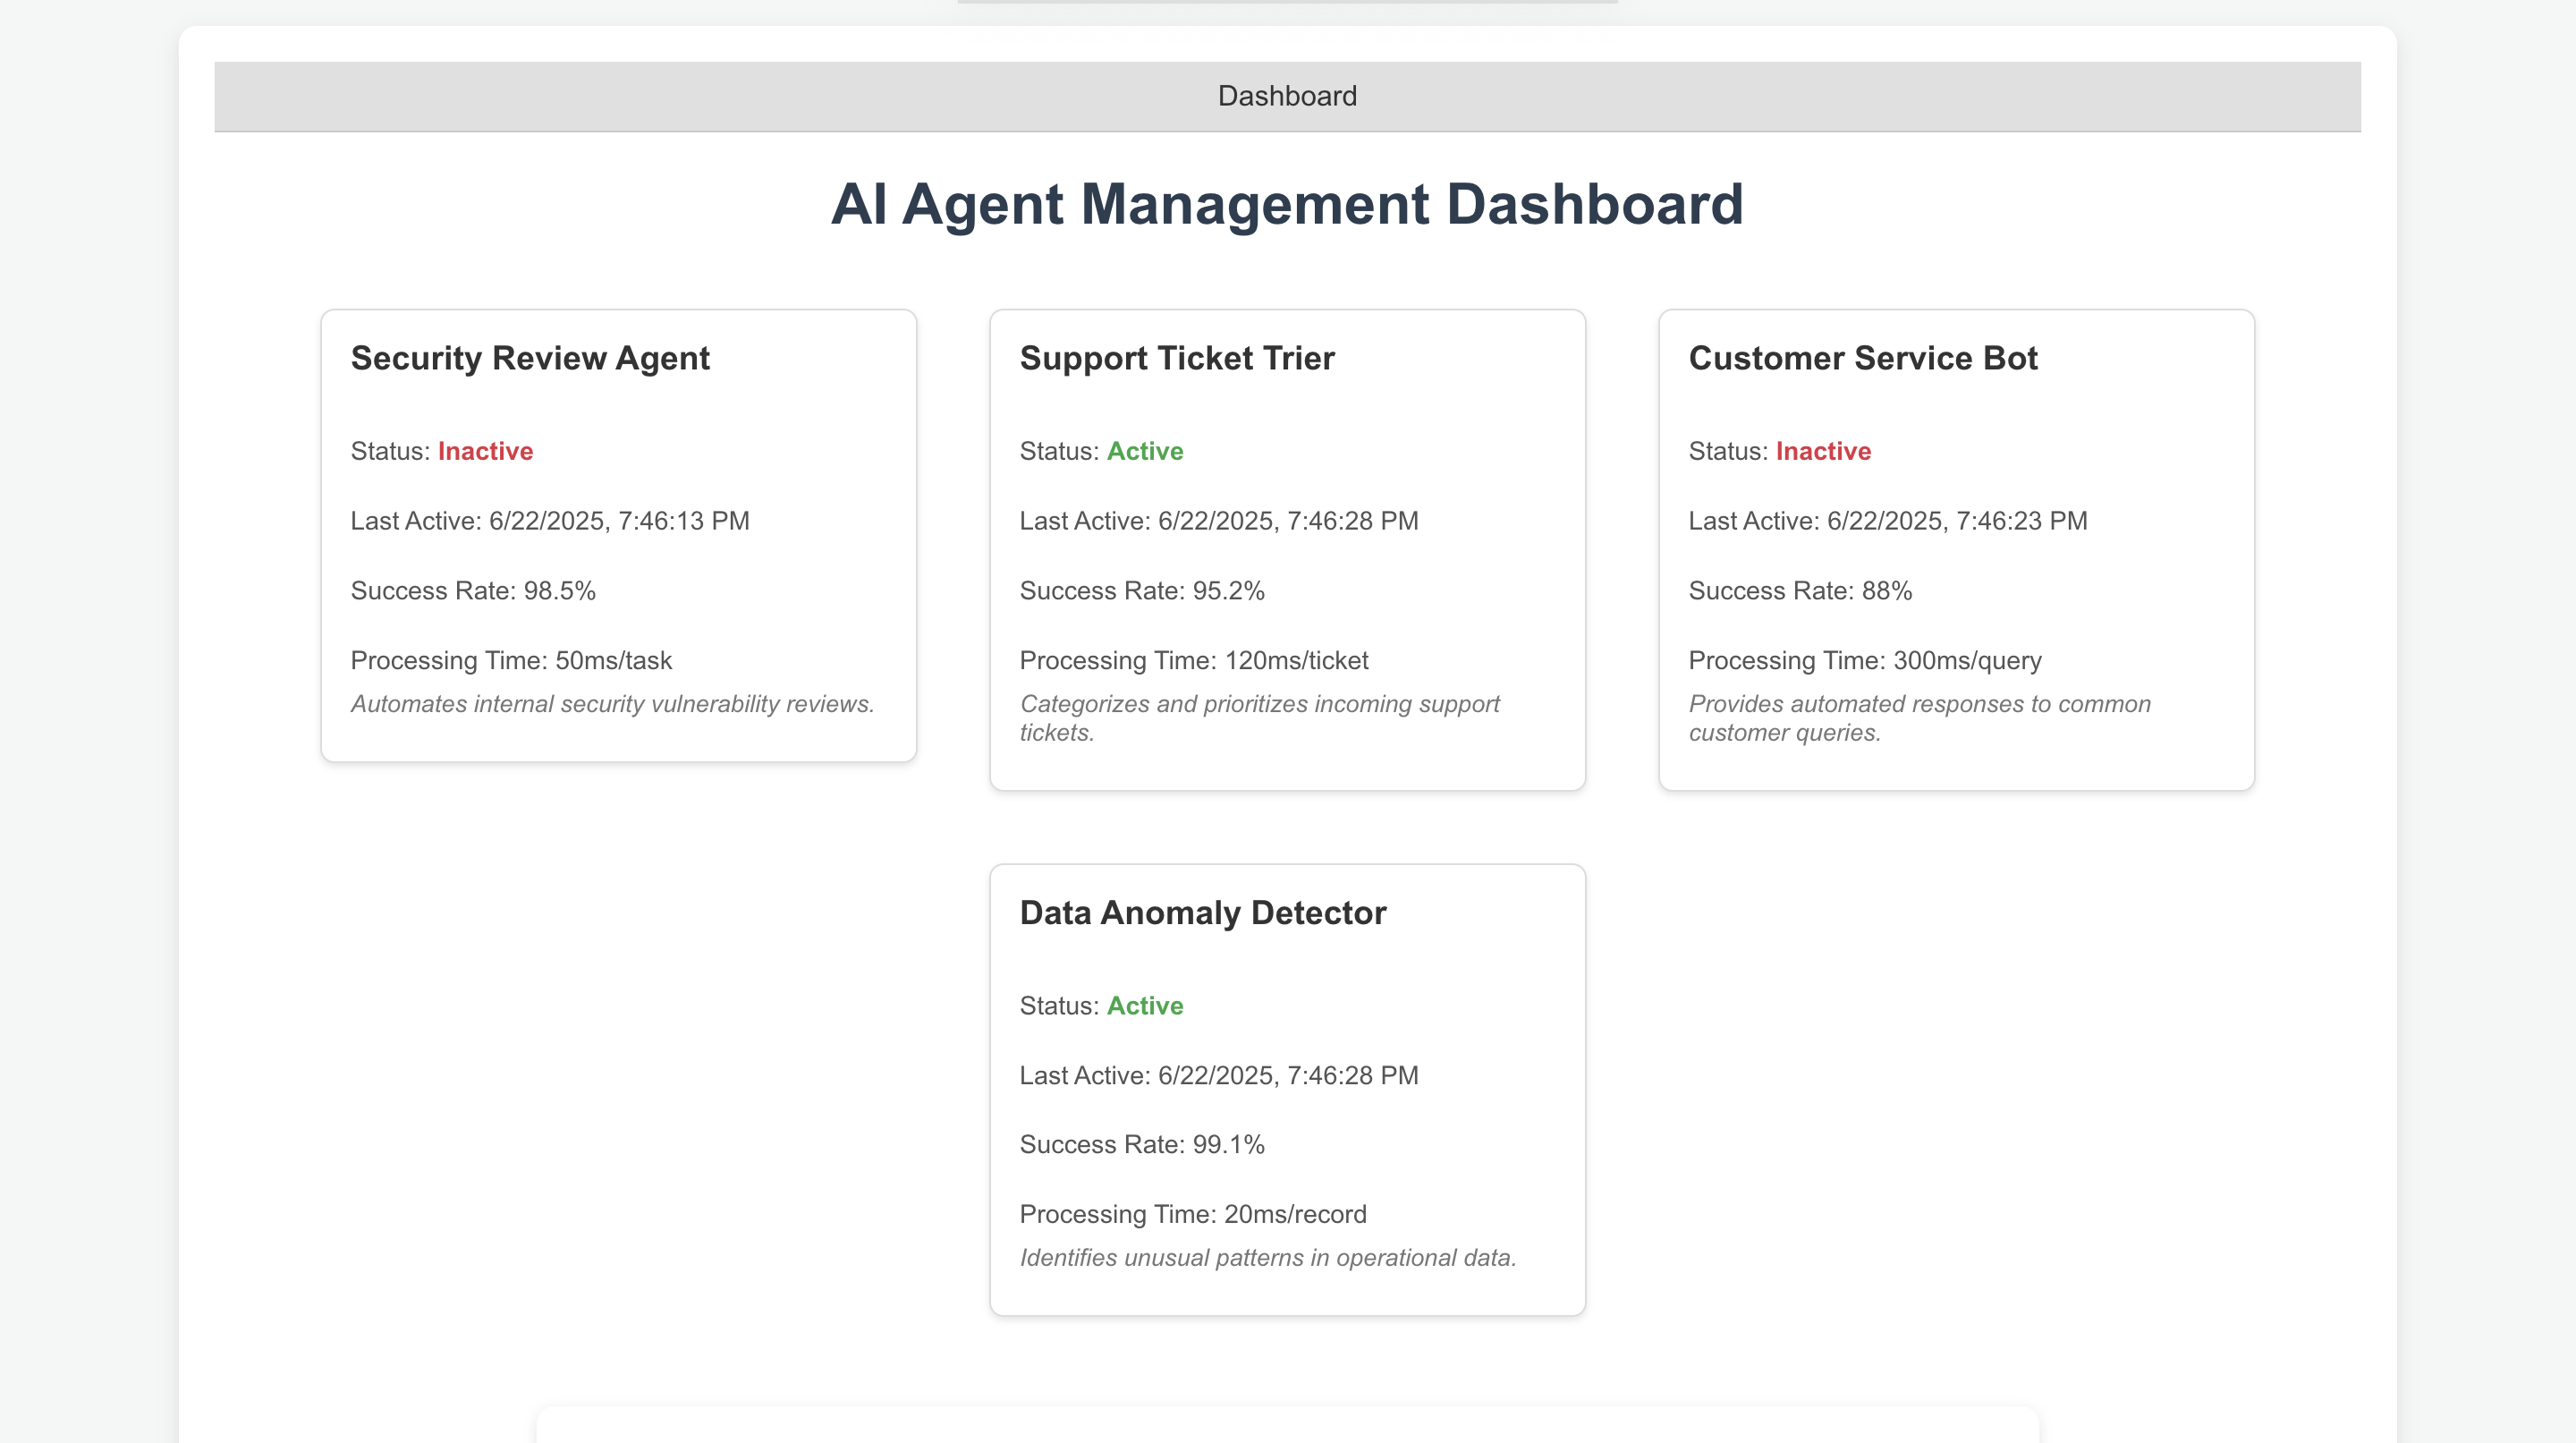 Dashboard
AI Agent Management Dashboard
Security Review Agent
Status: Inactive
Last Active: 6/22/2025, 7:46:13 PM
Success Rate: 98.5%
Processing Time: 50ms/task
Automates internal security vulnerability reviews.
Support Ticket Trier
Status: Active
Last Active: 6/22/2025, 7:46:28 PM
Success Rate: 95.2%
Processing Time: 120ms/ticket
Categorizes and prioritizes incoming support
tickets.
Customer Service Bot
Status: Inactive
Last Active: 6/22/2025, 7:46:23 PM
Success Rate: 88%
Processing Time: 300ms/query
Provides automated responses to common
customer queries.
Data Anomaly Detector
Status: Active
Last Active: 6/22/2025, 7:46:28 PM
Success Rate: 99.1%
Processing Time: 20ms/record
Identifies unusual patterns in operational data.